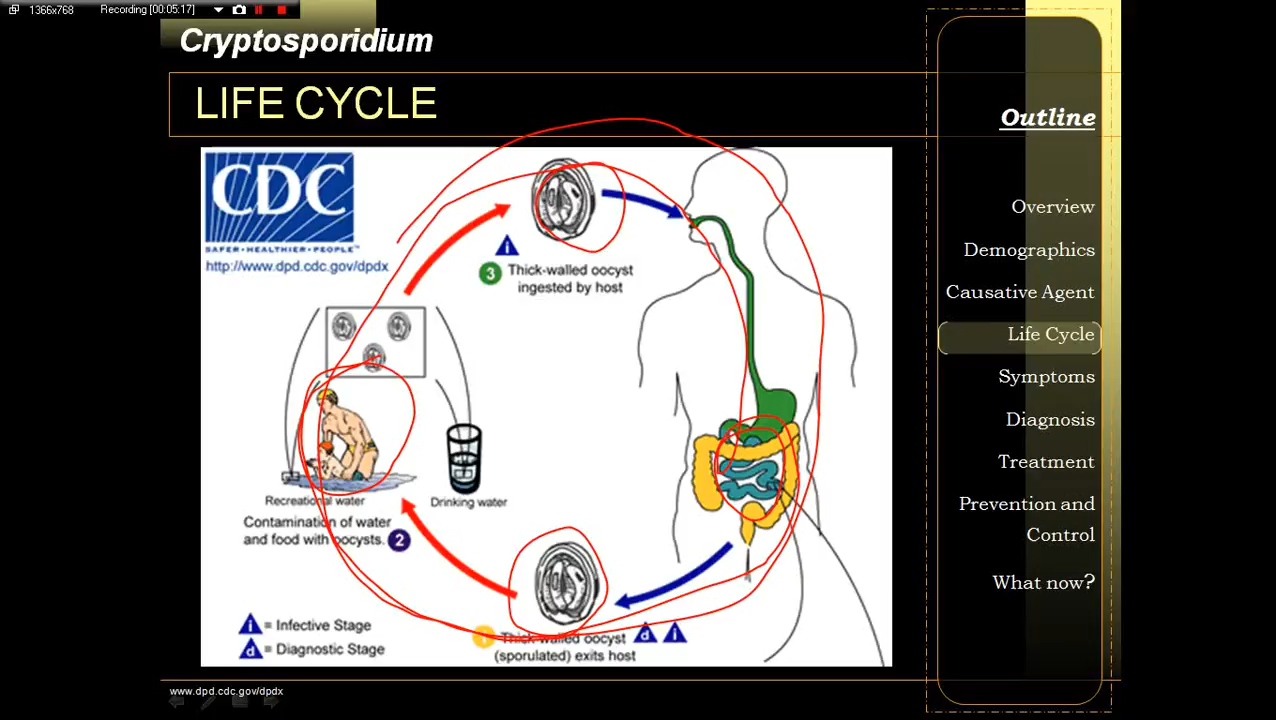 1366x768
Recording [00:05:17]
Cryptosporidium
LIFE CYCLE
CDC
SAFER·HEALTHIER·PEOPLE™
http://www.dpd.cdc.gov/dpdx
i
3 Thick-walled oocyst
ingested by host
Recreational water
Drinking water
Contamination of water
and food with oocysts. 2
i = Infective Stage
d = Diagnostic Stage
1 Thick-walled oocyst d i
(sporulated) exits host
www.dpd.cdc.gov/dpdx
Outline
Overview
Demographics
Causative Agent
Life Cycle
Symptoms
Diagnosis
Treatment
Prevention and
Control
What now?